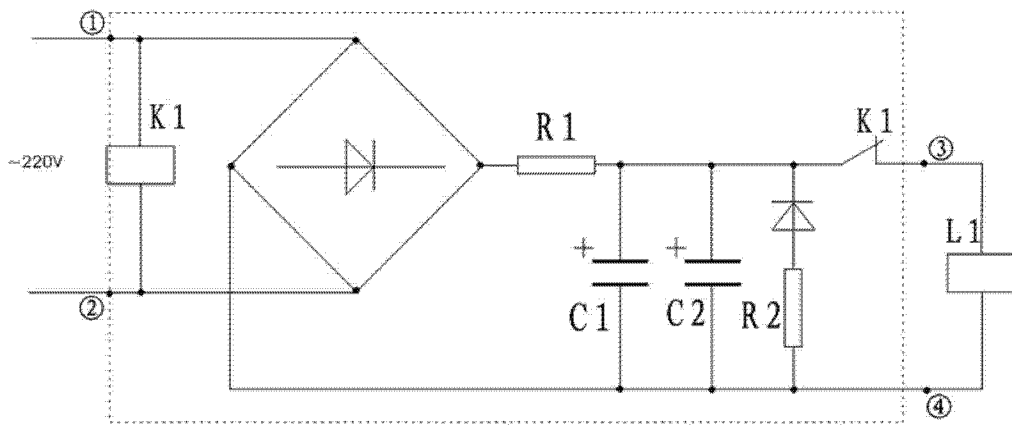 ①
K1
~220V
②
R1
K1
③
+
C1
+
C2
R2
L1
④